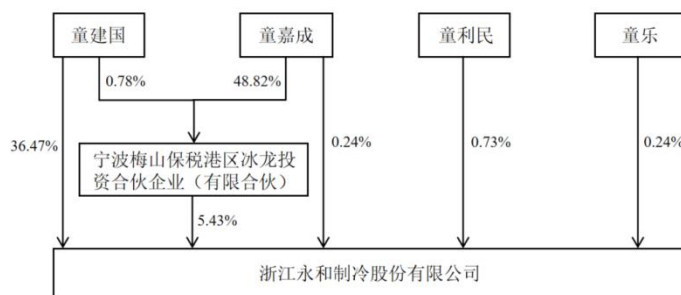 童建国
童嘉成
童利民
童乐
0.78%
48.82%
36.47%
宁波梅山保税港区冰龙投
资合伙企业（有限合伙）
0.24%
0.73%
0.24%
5.43%
浙江永和制冷股份有限公司